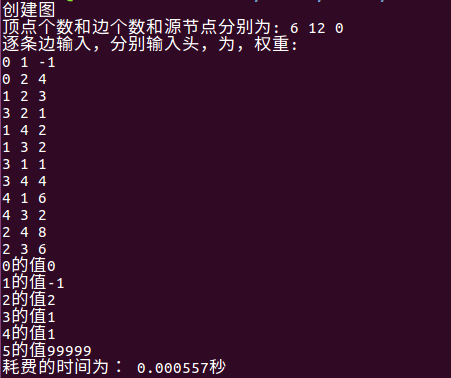 创建图
顶点个数和边个数和源节点分别为: 6 12 0
逐条边输入，分别输入头，为，权重:
0 1 -1
0 2 4
1 2 3
3 2 1
1 4 2
1 3 2
3 1 1
3 4 4
4 1 6
4 3 2
2 4 8
2 3 6
0的值0
1的值-1
2的值2
3的值1
4的值1
5的值99999
耗费的时间为： 0.000557秒